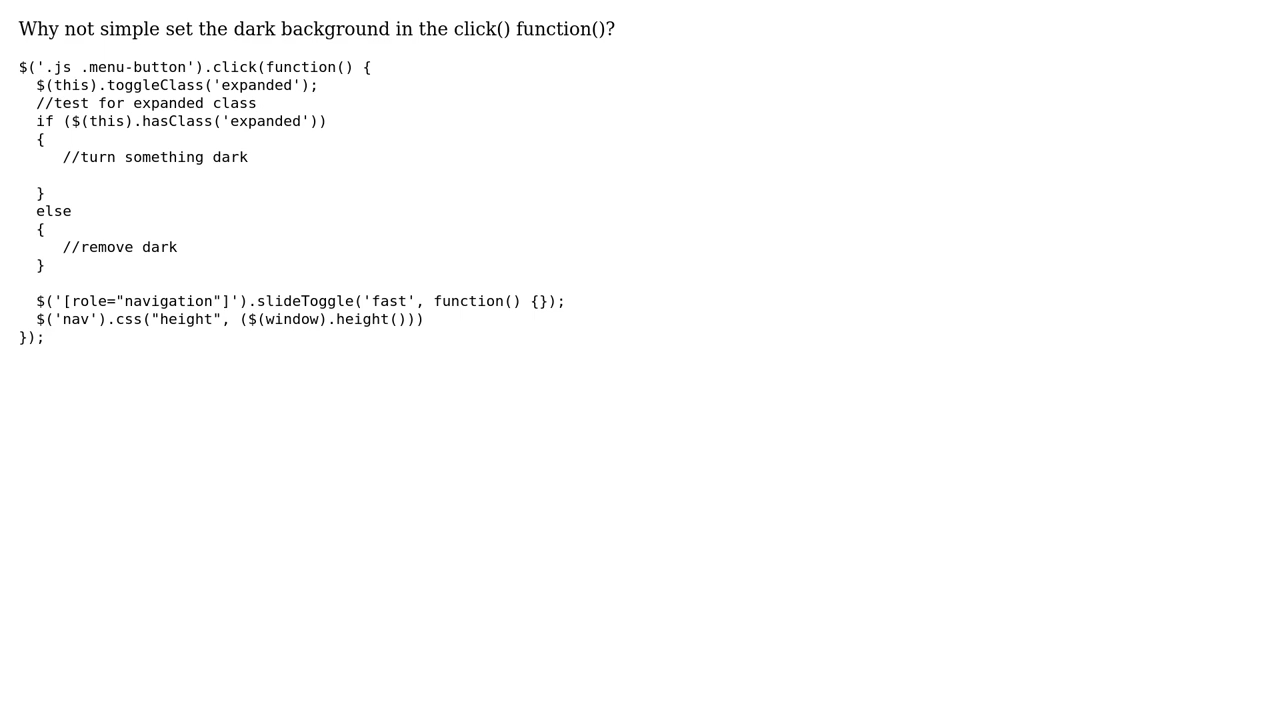 Why not simple set the dark background in the click() function()?
$('.js .menu-button').click(function() {
  $(this).toggleClass('expanded');
  //test for expanded class
  if ($(this).hasClass('expanded'))
  {
     //turn something dark

  }
  else
  {
     //remove dark
  }

  $('[role="navigation"]').slideToggle('fast', function() {});
  $('nav').css("height", ($(window).height()))
});